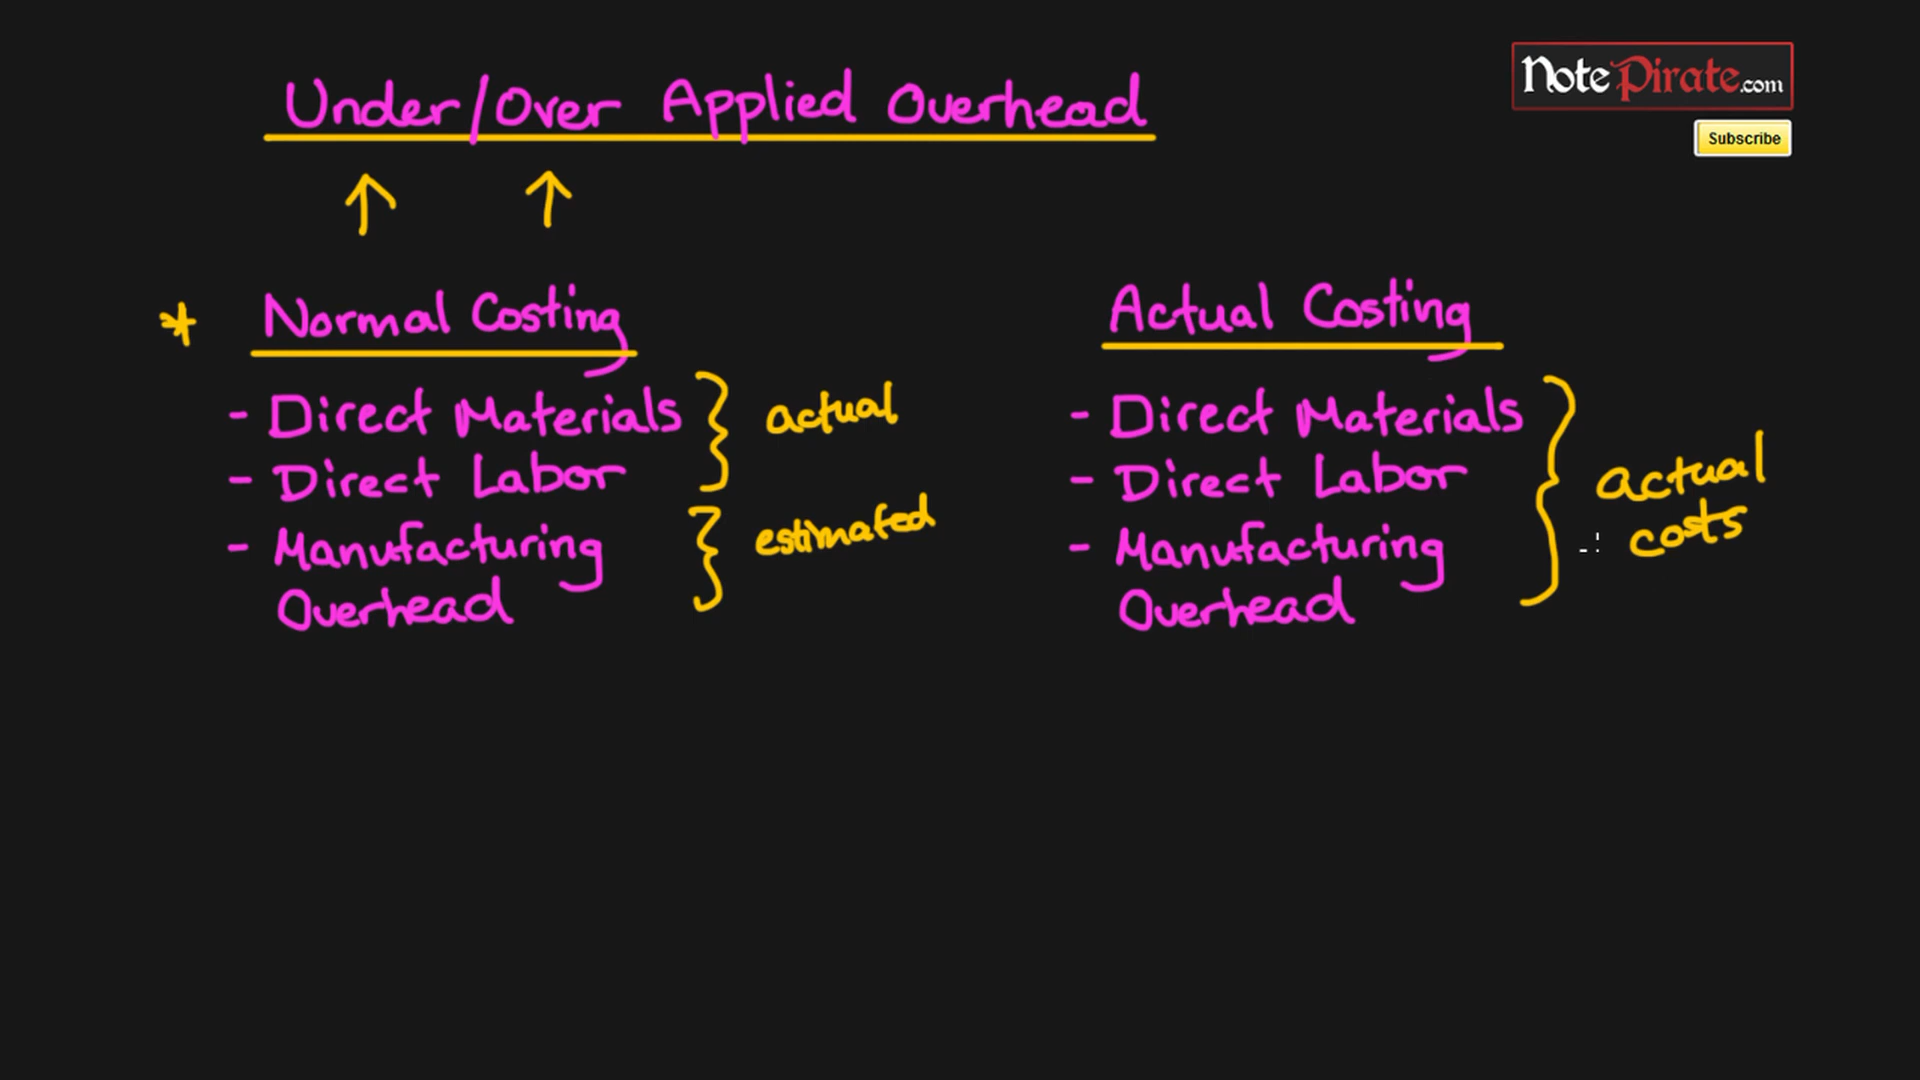 Under/Over Applied Overhead
NotePirate.com
Subscribe
* Normal Costing
- Direct Materials
- Direct Labor
- Manufacturing
Overhead
actual
estimated
Actual Costing
- Direct Materials
- Direct Labor
- Manufacturing
Overhead
actual
costs